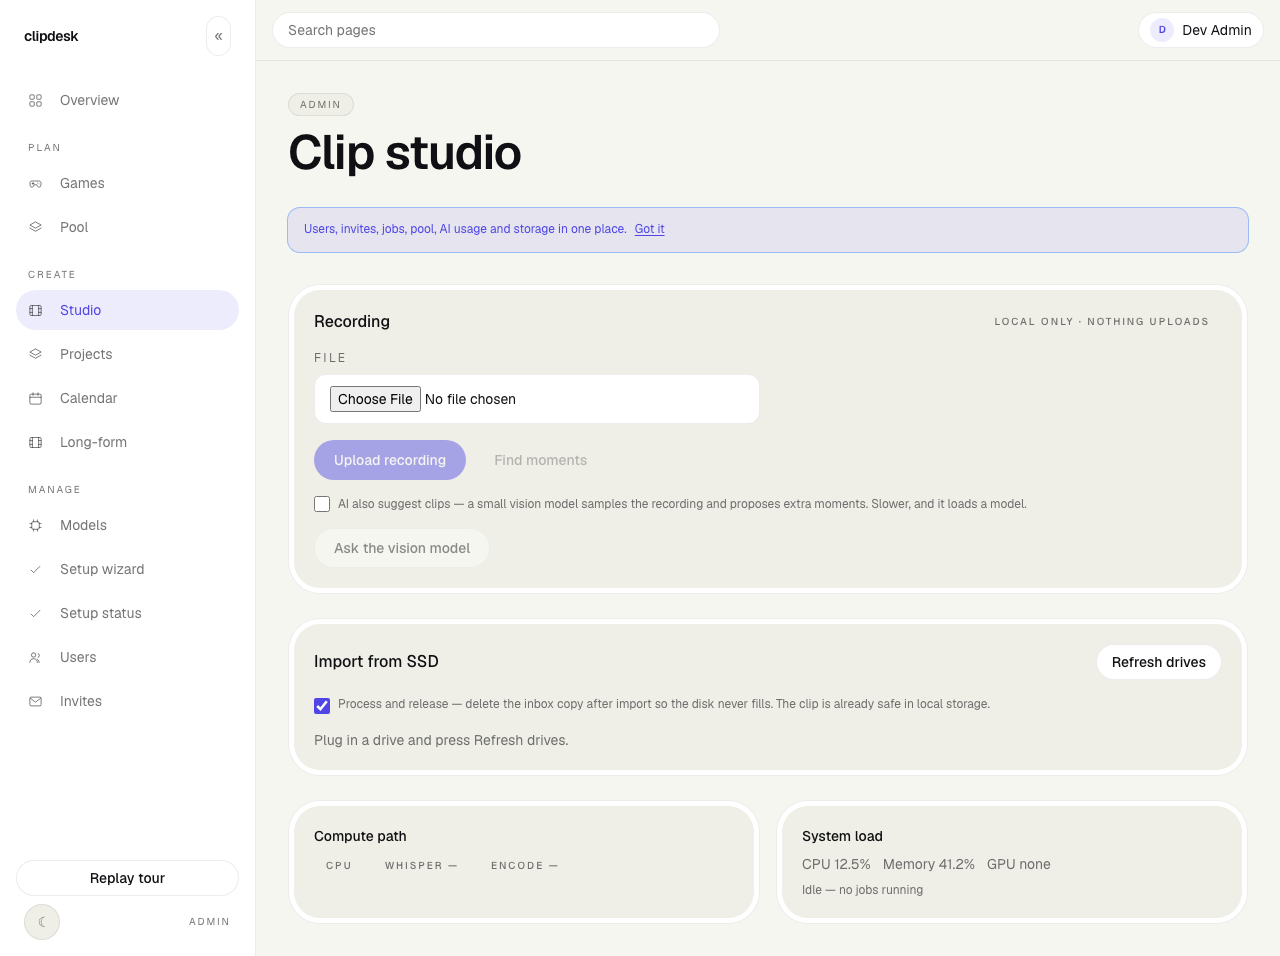 clipdesk
«
Overview
PLAN
Games
Pool
CREATE
Studio
Projects
Calendar
Long-form
MANAGE
Models
Setup wizard
Setup status
Users
Invites
Replay tour
ADMIN
Search pages
D Dev Admin
ADMIN
Clip studio
Users, invites, jobs, pool, AI usage and storage in one place. Got it
Recording
LOCAL ONLY · NOTHING UPLOADS
FILE
Choose File No file chosen
Upload recording
Find moments
AI also suggest clips — a small vision model samples the recording and proposes extra moments. Slower, and it loads a model.
Ask the vision model
Import from SSD
Refresh drives
Process and release — delete the inbox copy after import so the disk never fills. The clip is already safe in local storage.
Plug in a drive and press Refresh drives.
Compute path
CPU WHISPER — ENCODE —
System load
CPU 12.5% Memory 41.2% GPU none
Idle — no jobs running